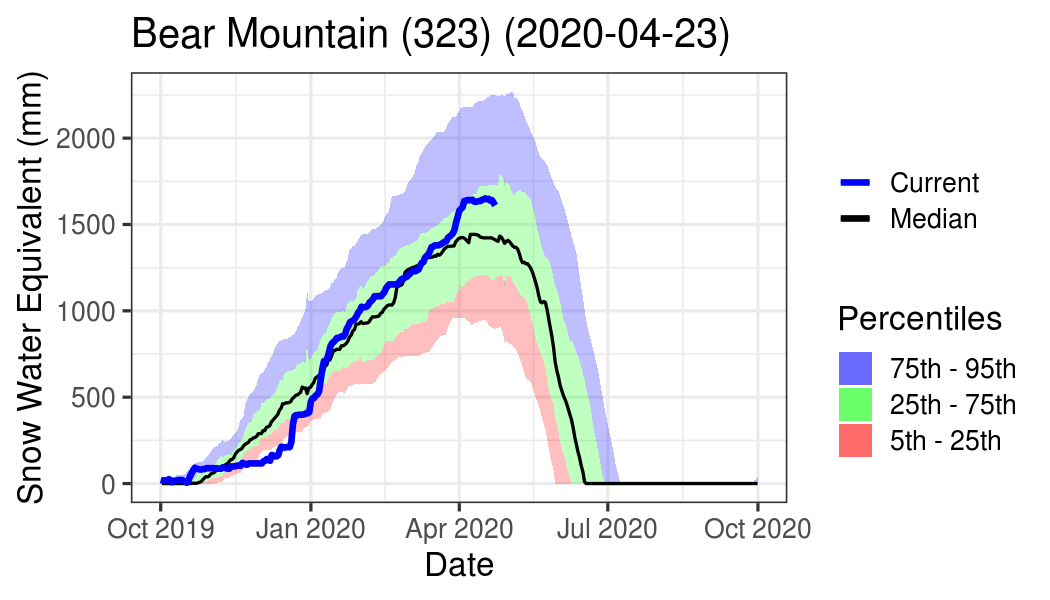 Bear Mountain (323) (2020-04-23)
Snow Water Equivalent (mm)
2000
1500
1000
500
0
Oct 2019
Jan 2020
Apr 2020
Jul 2020
Oct 2020
Date
Current
Median
Percentiles
75th - 95th
25th - 75th
5th - 25th